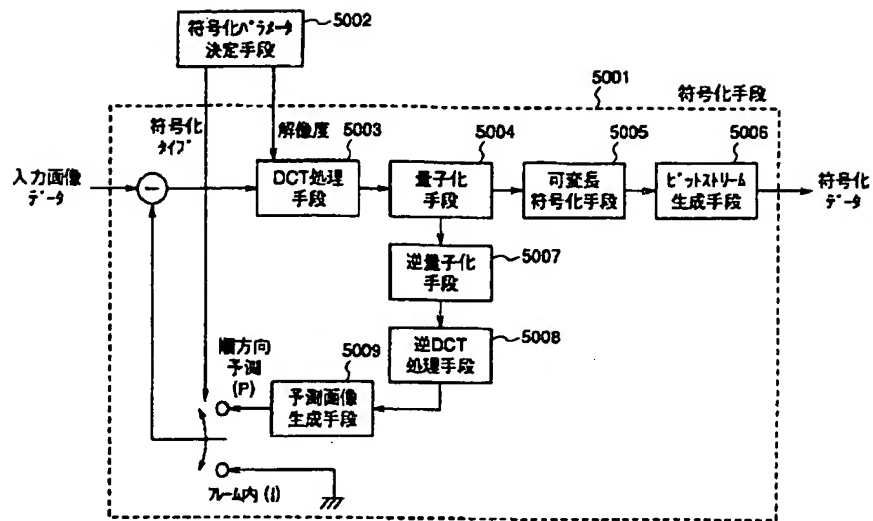 符号化ﾊﾟﾗﾒｰﾀ
決定手段
5002
5001
符号化手段
符号化
ﾀｲﾌﾟ
解像度
5003
5004
5005
5006
入力画像
ﾃﾞｰﾀ
−
DCT処理
手段
量子化
手段
可変長
符号化手段
ﾋﾞｯﾄｽﾄﾘｰﾑ
生成手段
符号化
ﾃﾞｰﾀ
逆量子化
手段
5007
逆DCT
処理手段
5008
順方向
予測
(P)
5009
予測画像
生成手段
ﾌﾚｰﾑ内 (I)